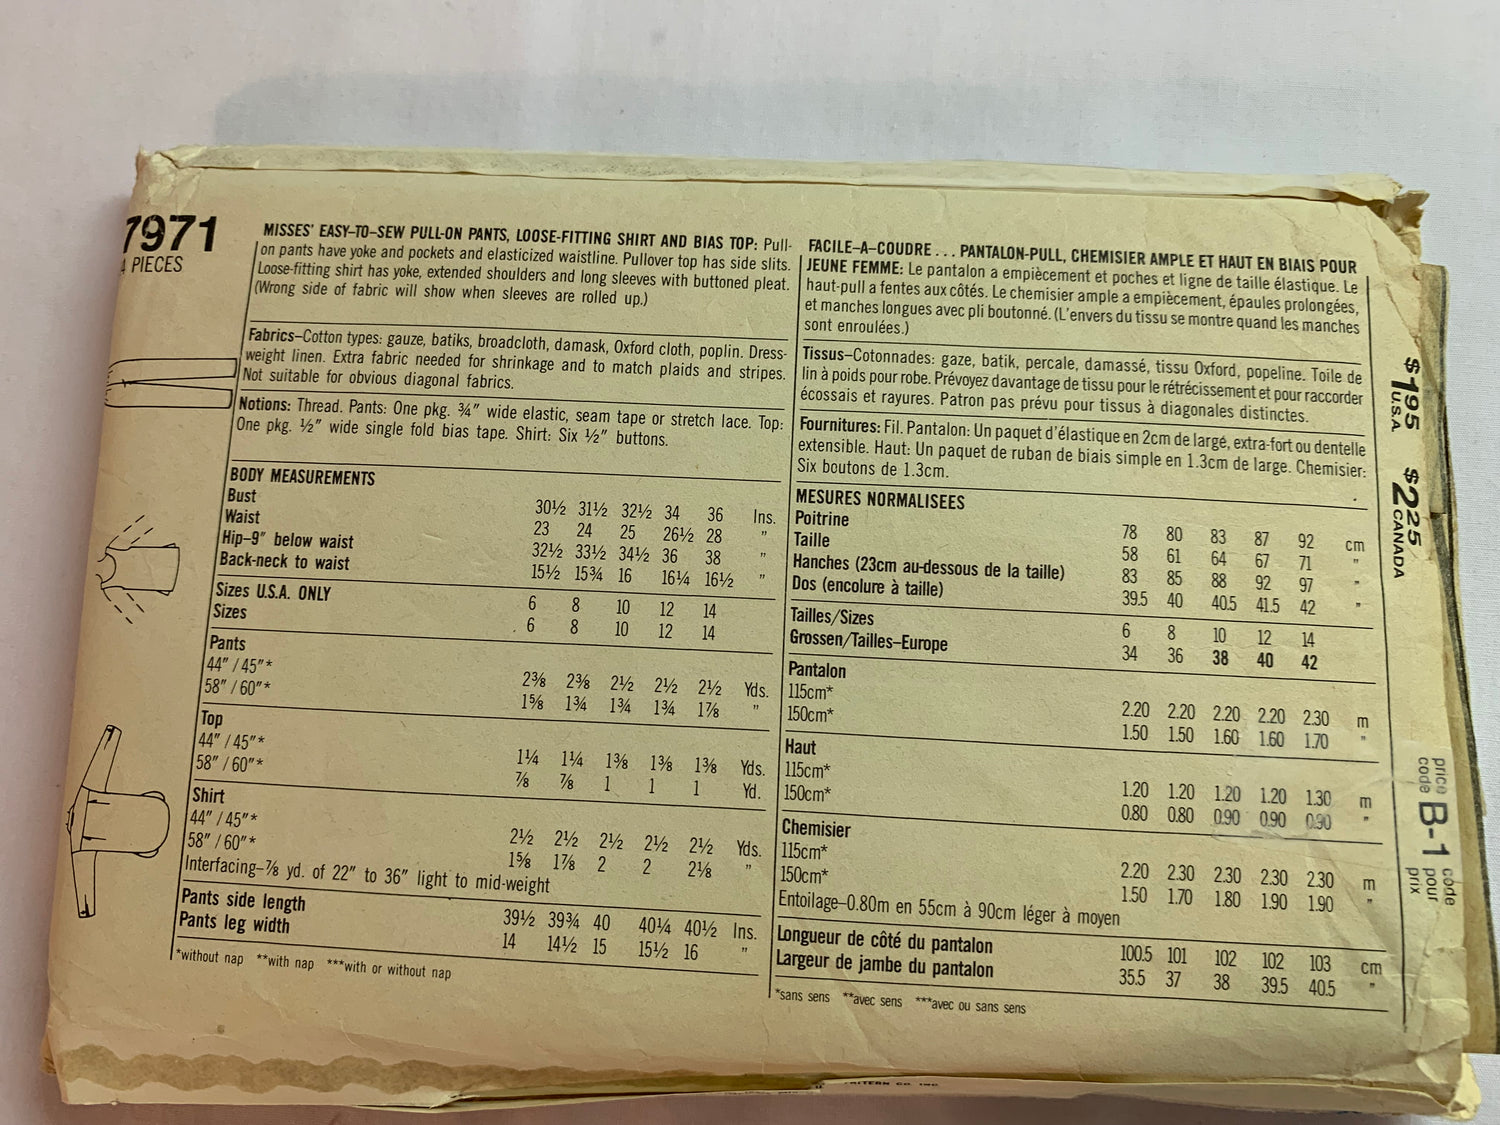 7971
4 PIECES
MISSES' EASY–TO–SEW PULL-ON PANTS, LOOSE-FITTING SHIRT AND BIAS TOP: Pull-
on pants have yoke and pockets and elasticized waistline. Pullover top has side slits.
Loose-fitting shirt has yoke, extended shoulders and long sleeves with buttoned pleat.
(Wrong side of fabric will show when sleeves are rolled up.)
Fabrics–Cotton types: gauze, batiks, broadcloth, damask, Oxford cloth, poplin. Dress-
weight linen. Extra fabric needed for shrinkage and to match plaids and stripes.
Not suitable for obvious diagonal fabrics.
Notions: Thread. Pants: One pkg. ¾" wide elastic, seam tape or stretch lace. Top:
One pkg. ½" wide single fold bias tape. Shirt: Six ½" buttons.
BODY MEASUREMENTS
Bust 30½ 31½ 32½ 34 36 Ins.
Waist 23 24 25 26½ 28 "
Hip–9" below waist 32½ 33½ 34½ 36 38 "
Back-neck to waist 15½ 15¾ 16 16¼ 16½ "
Sizes U.S.A. ONLY 6 8 10 12 14
Sizes 6 8 10 12 14
Pants
44" / 45"* 2⅜ 2⅜ 2½ 2½ 2½ Yds.
58" / 60"* 1⅝ 1¾ 1¾ 1¾ 1⅞ "
Top
44" / 45"* 1¼ 1¼ 1⅜ 1⅜ 1⅜ Yds.
58" / 60"* ⅞ ⅞ 1 1 1 Yd.
Shirt
44" / 45"* 2½ 2½ 2½ 2½ 2½ Yds.
58" / 60"* 1⅝ 1⅞ 2 2 2⅛ "
Interfacing–⅞ yd. of 22" to 36" light to mid-weight
Pants side length 39½ 39¾ 40 40¼ 40½ Ins.
Pants leg width 14 14½ 15 15½ 16 "
*without nap **with nap ***with or without nap
FACILE–A–COUDRE . . . PANTALON-PULL, CHEMISIER AMPLE ET HAUT EN BIAIS POUR
JEUNE FEMME: Le pantalon a empiècement et poches et ligne de taille élastique. Le
haut-pull a fentes aux côtés. Le chemisier ample a empiècement, épaules prolongées,
et manches longues avec pli boutonné. (L'envers du tissu se montre quand les manches
sont enroulées.)
Tissus–Cotonnades: gaze, batik, percale, damassé, tissu Oxford, popeline. Toile de
lin à poids pour robe. Prévoyez davantage de tissu pour le rétrécissement et pour raccorder
écossais et rayures. Patron pas prévu pour tissus à diagonales distinctes.
Fournitures: Fil. Pantalon: Un paquet d'élastique en 2cm de large, extra-fort ou dentelle
extensible. Haut: Un paquet de ruban de biais simple en 1.3cm de large. Chemisier:
Six boutons de 1.3cm.
MESURES NORMALISEES
Poitrine 78 80 83 87 92 cm
Taille 58 61 64 67 71 "
Hanches (23cm au-dessous de la taille) 83 85 88 92 97 "
Dos (encolure à taille) 39.5 40 40.5 41.5 42 "
Tailles/Sizes 6 8 10 12 14
Grossen/Tailles–Europe 34 36 38 40 42
Pantalon
115cm* 2.20 2.20 2.20 2.20 2.30 m
150cm* 1.50 1.50 1.60 1.60 1.70 "
Haut
115cm* 1.20 1.20 1.20 1.20 1.30 m
150cm* 0.80 0.80 0.90 0.90 0.90 "
Chemisier
115cm* 2.20 2.30 2.30 2.30 2.30 m
150cm* 1.50 1.70 1.80 1.90 1.90 "
Entoilage–0.80m en 55cm à 90cm léger à moyen
Longueur de côté du pantalon 100.5 101 102 102 103 cm
Largeur de jambe du pantalon 35.5 37 38 39.5 40.5 "
*sans sens **avec sens ***avec ou sans sens
$1.95 U.S.A.
$2.25 CANADA
price code B-1 code pour prix